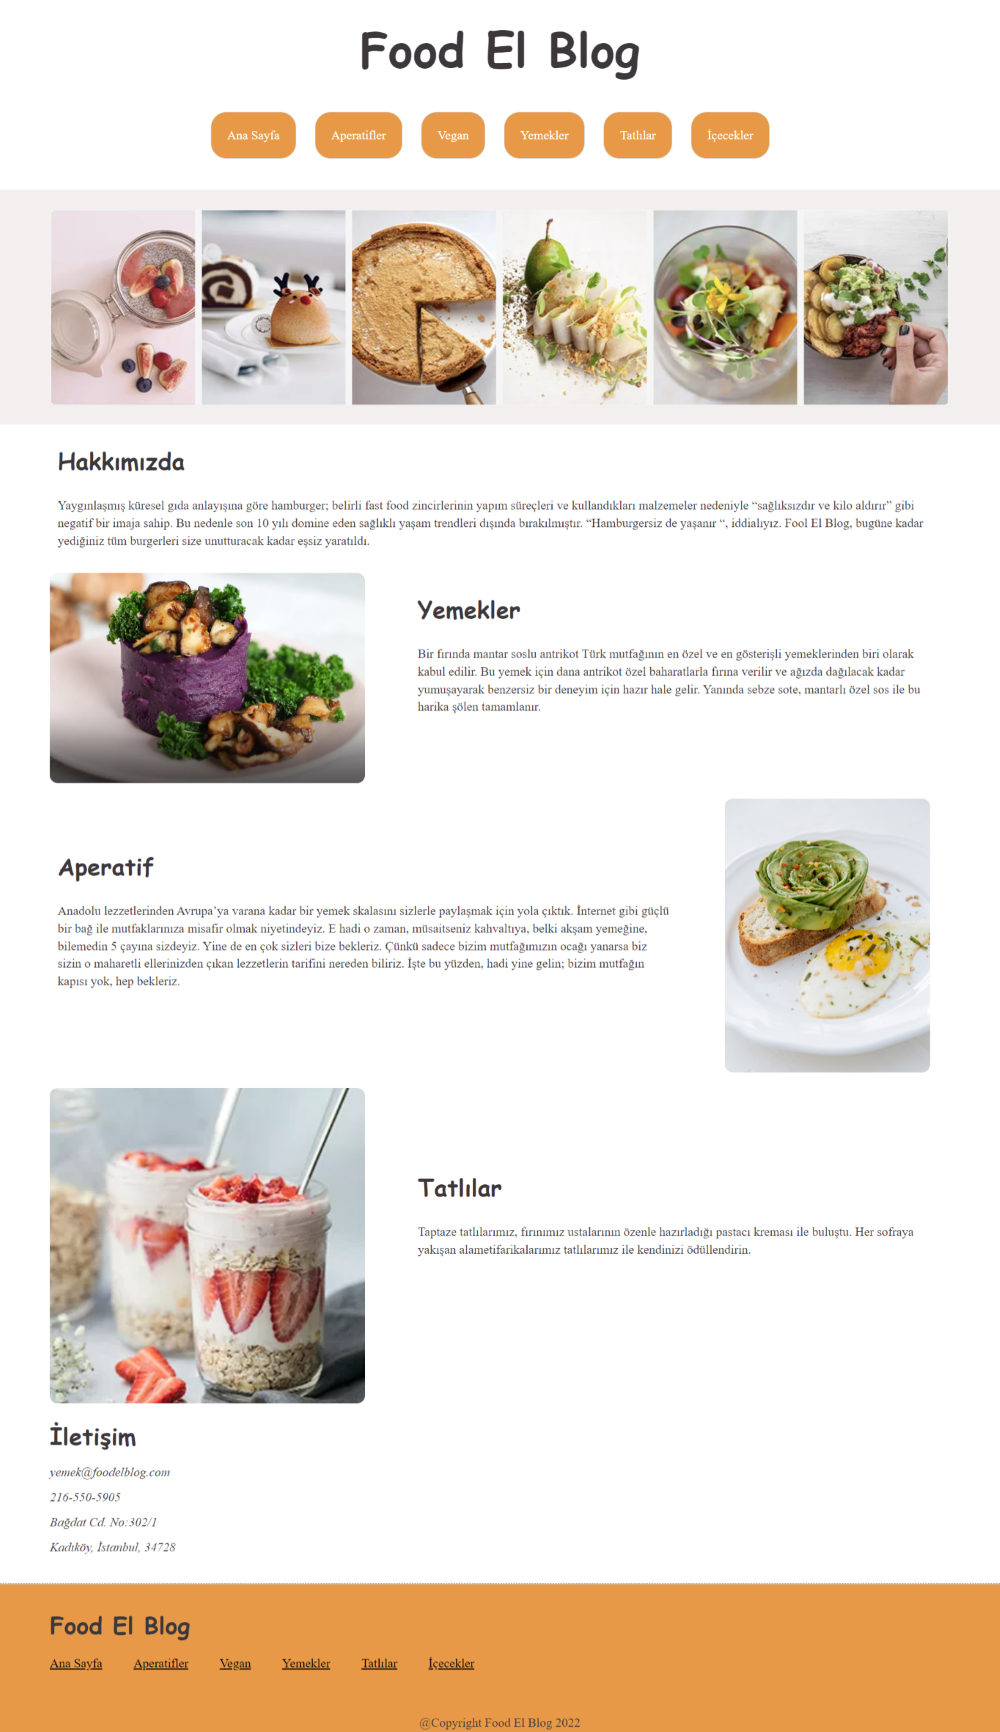 Food El Blog
Ana Sayfa
Aperatifler
Vegan
Yemekler
Tatlılar
İçecekler
Hakkımızda
Yaygınlaşmış küresel gıda anlayışına göre hamburger; belirli fast food zincirlerinin yapım süreçleri ve kullandıkları malzemeler nedeniyle “sağlıksızdır ve kilo aldırır” gibi
negatif bir imaja sahip. Bu nedenle son 10 yılı domine eden sağlıklı yaşam trendleri dışında bırakılmıştır. “Hamburgersiz de yaşanır “, iddialıyız. Fool El Blog, bugüne kadar
yediğiniz tüm burgerleri size unutturacak kadar eşsiz yaratıldı.
Yemekler
Bir fırında mantar soslu antrikot Türk mutfağının en özel ve en gösterişli yemeklerinden biri olarak
kabul edilir. Bu yemek için dana antrikot özel baharatlarla fırına verilir ve ağızda dağılacak kadar
yumuşayarak benzersiz bir deneyim için hazır hale gelir. Yanında sebze sote, mantarlı özel sos ile bu
harika şölen tamamlanır.
Aperatif
Anadolu lezzetlerinden Avrupa’ya varana kadar bir yemek skalasını sizlerle paylaşmak için yola çıktık. İnternet gibi güçlü
bir bağ ile mutfaklarınıza misafir olmak niyetindeyiz. E hadi o zaman, müsaitseniz kahvaltıya, belki akşam yemeğine,
bilemedin 5 çayına sizdeyiz. Yine de en çok sizleri bize bekleriz. Çünkü sadece bizim mutfağımızın ocağı yanarsa biz
sizin o maharetli ellerinizden çıkan lezzetlerin tarifini nereden biliriz. İşte bu yüzden, hadi yine gelin; bizim mutfağın
kapısı yok, hep bekleriz.
Tatlılar
Taptaze tatlılarımız, fırınımız ustalarının özenle hazırladığı pastacı kreması ile buluştu. Her sofraya
yakışan alametifarikalarımız tatlılarımız ile kendinizi ödüllendirin.
İletişim
yemek@foodelblog.com
216-550-5905
Bağdat Cd. No:302/1
Kadıköy, İstanbul, 34728
Food El Blog
Ana Sayfa
Aperatifler
Vegan
Yemekler
Tatlılar
İçecekler
@Copyright Food El Blog 2022